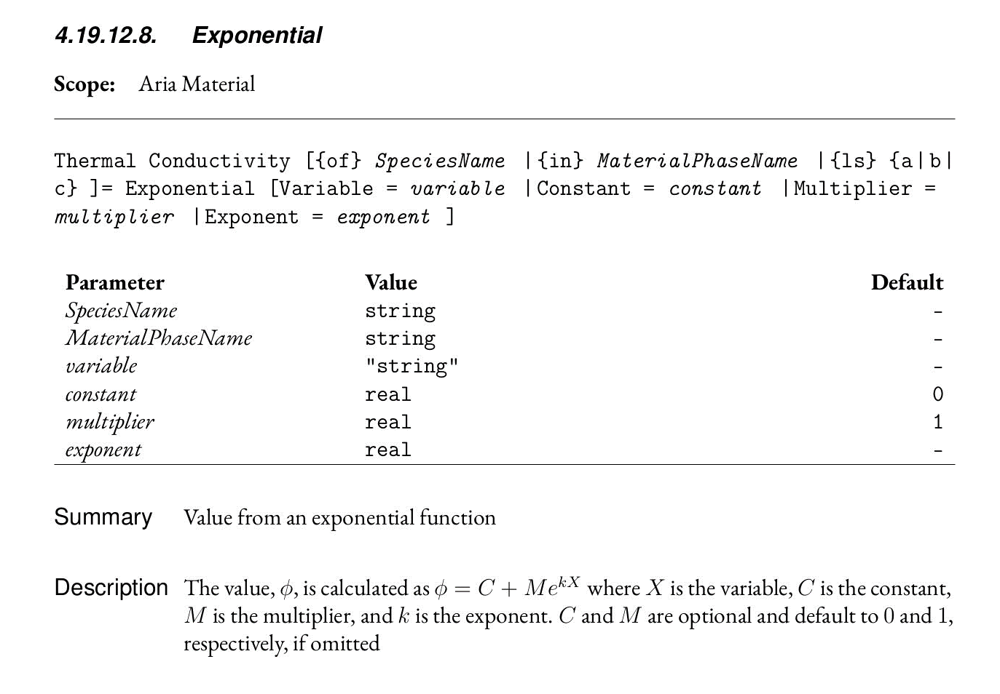 4.19.12.8. Exponential
Scope: Aria Material
Thermal Conductivity [{of} SpeciesName |{in} MaterialPhaseName |{ls} {a|b|
c} ]= Exponential [Variable = variable |Constant = constant |Multiplier =
multiplier |Exponent = exponent ]
Parameter Value Default
SpeciesName string –
MaterialPhaseName string –
variable "string" –
constant real 0
multiplier real 1
exponent real –
Summary Value from an exponential function
Description The value, ϕ, is calculated as ϕ = C + Me^{kX} where X is the variable, C is the constant,
M is the multiplier, and k is the exponent. C and M are optional and default to 0 and 1,
respectively, if omitted